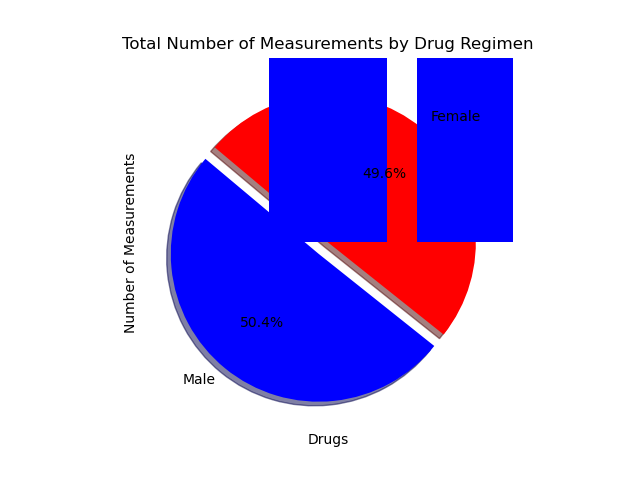 Total Number of Measurements by Drug Regimen
Female
49.6%
Number of Measurements
50.4%
Male
Drugs